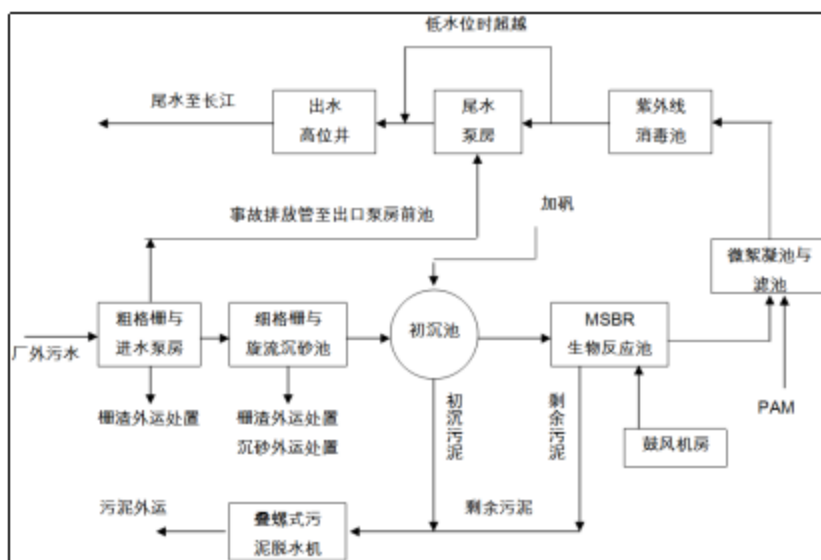 低水位时超越
尾水至长江
出水
高位井
尾水
泵房
紫外线
消毒池
事故排放管至出口泵房前池
加矾
微絮凝池与
滤池
厂外污水
粗格栅与
进水泵房
细格栅与
旋流沉砂池
初沉池
MSBR
生物反应池
栅渣外运处置
栅渣外运处置
沉砂外运处置
初沉污泥
剩余污泥
鼓风机房
PAM
污泥外运
叠螺式污
泥脱水机
剩余污泥